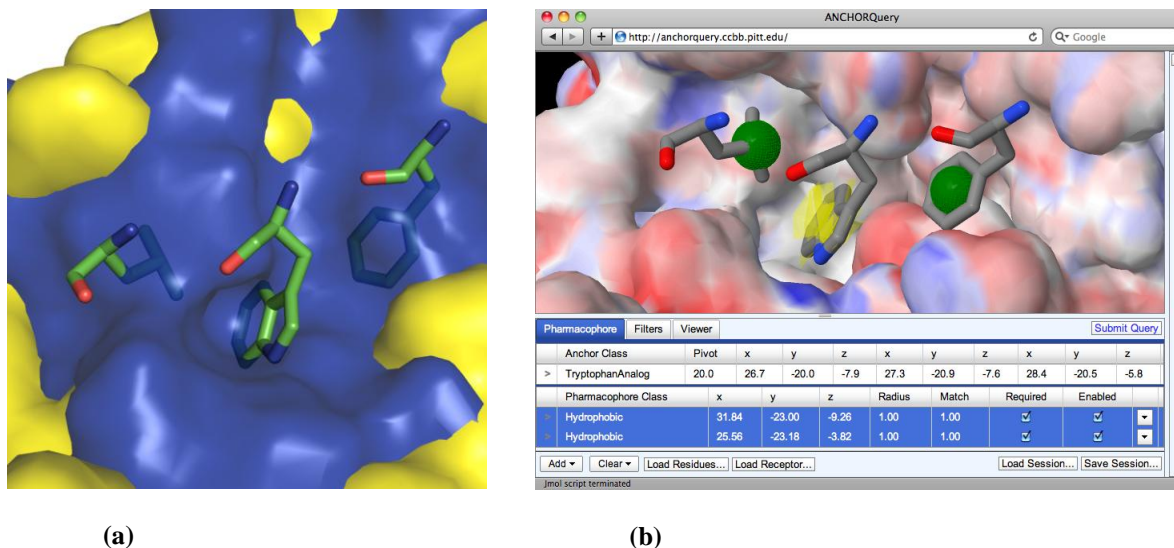 ANCHORQuery
http://anchorquery.ccbb.pitt.edu/
Google
Pharmacophore Filters Viewer Submit Query
Anchor Class Pivot x y z x y z x y z
> TryptophanAnalog 20.0 26.7 -20.0 -7.9 27.3 -20.9 -7.6 28.4 -20.5 -5.8
Pharmacophore Class x y z Radius Match Required Enabled
> Hydrophobic 31.84 -23.00 -9.26 1.00 1.00
> Hydrophobic 25.56 -23.18 -3.82 1.00 1.00
Add Clear Load Residues... Load Receptor... Load Session... Save Session...
Jmol script terminated
(a) (b)